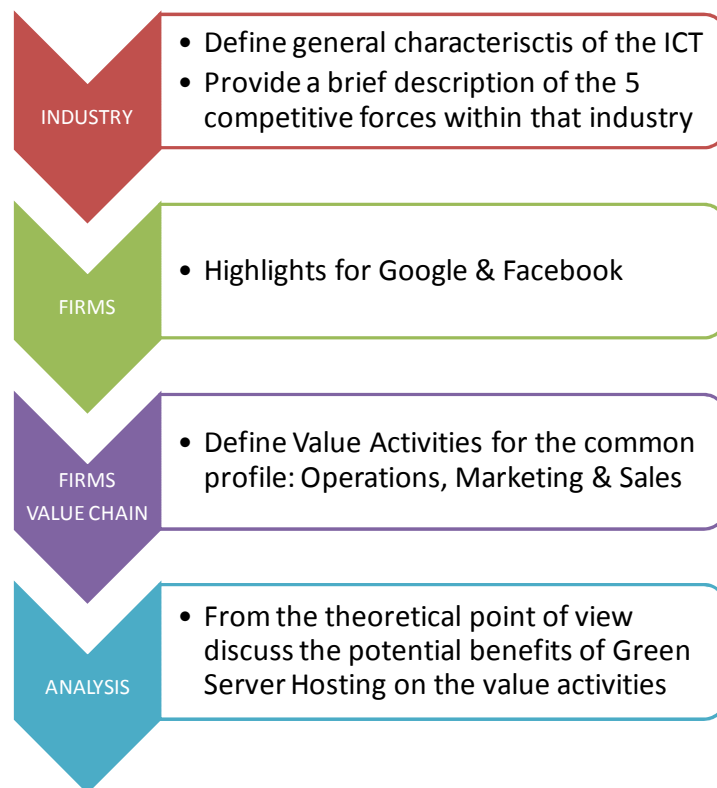 INDUSTRY
• Define general characterisctis of the ICT
• Provide a brief description of the 5
competitive forces within that industry
FIRMS
• Highlights for Google & Facebook
FIRMS
VALUE CHAIN
• Define Value Activities for the common
profile: Operations, Marketing & Sales
ANALYSIS
• From the theoretical point of view
discuss the potential benefits of Green
Server Hosting on the value activities